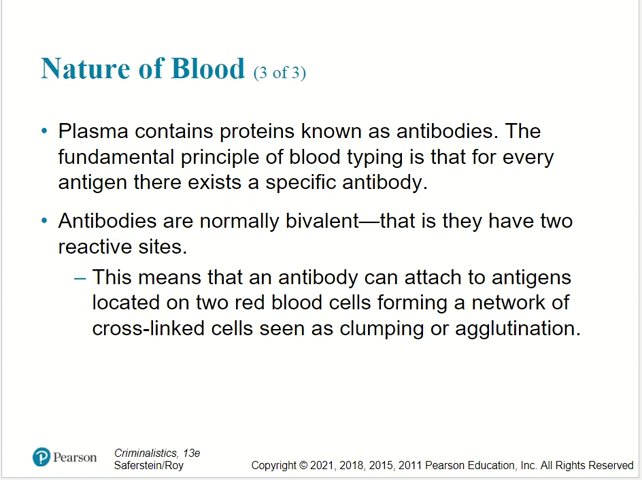 Nature of Blood (3 of 3)
• Plasma contains proteins known as antibodies. The
fundamental principle of blood typing is that for every
antigen there exists a specific antibody.
• Antibodies are normally bivalent—that is they have two
reactive sites.
– This means that an antibody can attach to antigens
located on two red blood cells forming a network of
cross-linked cells seen as clumping or agglutination.
Pearson
Criminalistics, 13e
Saferstein/Roy
Copyright © 2021, 2018, 2015, 2011 Pearson Education, Inc. All Rights Reserved